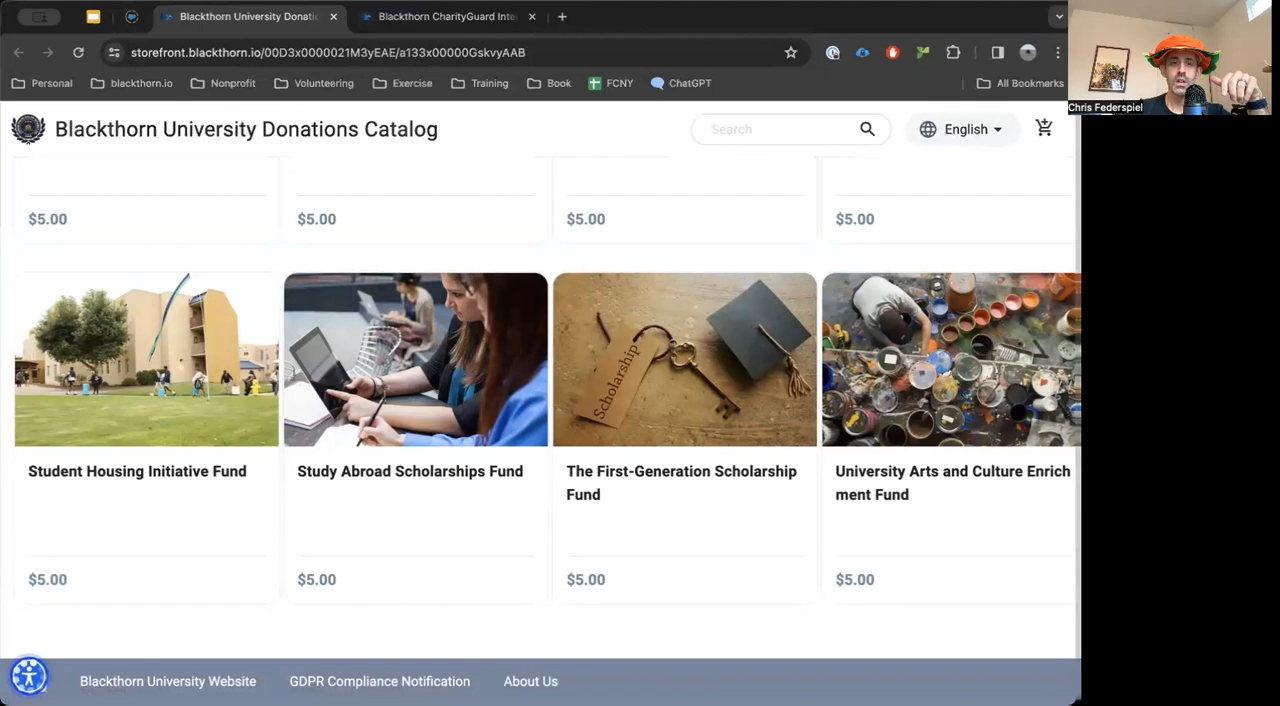 Blackthorn University Donati
Blackthorn CharityGuard Inte
storefront.blackthorn.io/00D3x0000021M3yEAE/a133x00000GskvyAAB
Personal
blackthorn.io
Nonprofit
Volunteering
Exercise
Training
Book
FCNY
ChatGPT
All Bookmarks
Chris Federspiel
Blackthorn University Donations Catalog
Search
English
$5.00
$5.00
$5.00
$5.00
Scholarship
Student Housing Initiative Fund
Study Abroad Scholarships Fund
The First-Generation Scholarship
Fund
University Arts and Culture Enrich
ment Fund
$5.00
$5.00
$5.00
$5.00
Blackthorn University Website
GDPR Compliance Notification
About Us